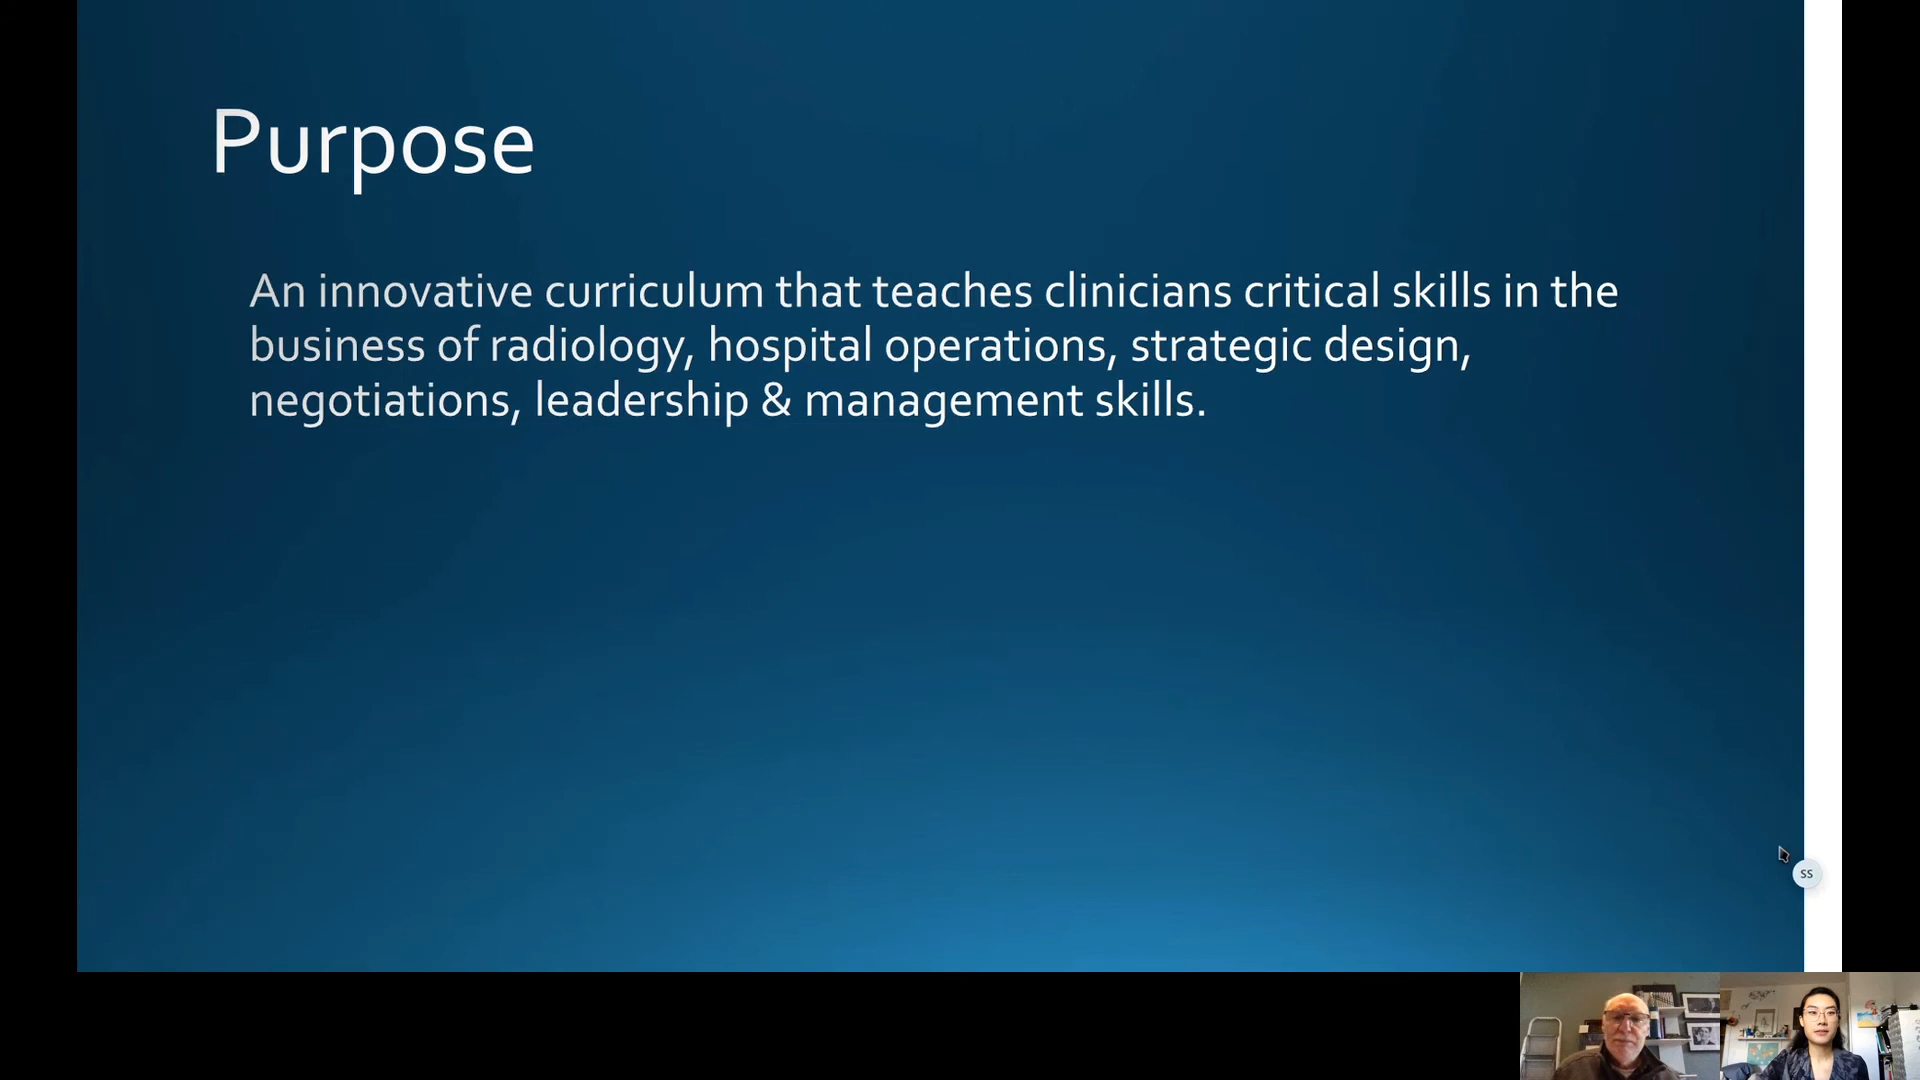 Purpose
An innovative curriculum that teaches clinicians critical skills in the
business of radiology, hospital operations, strategic design,
negotiations, leadership & management skills.
SS